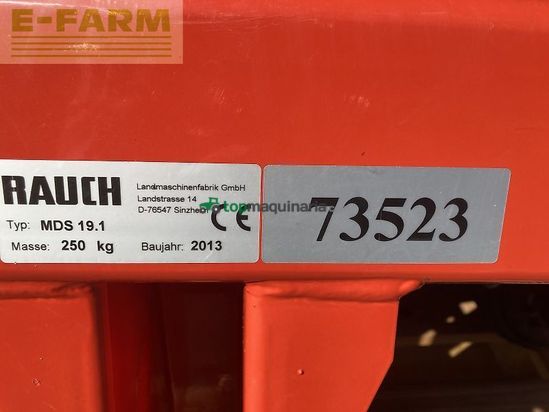 E-FARM
RAUCH
Landmaschinenfabrik GmbH
Landstrasse 14
D-76547 Sinzheim
CE
Typ: MDS 19.1
Masse: 250 kg
Baujahr: 2013
topmaquinaria
73523